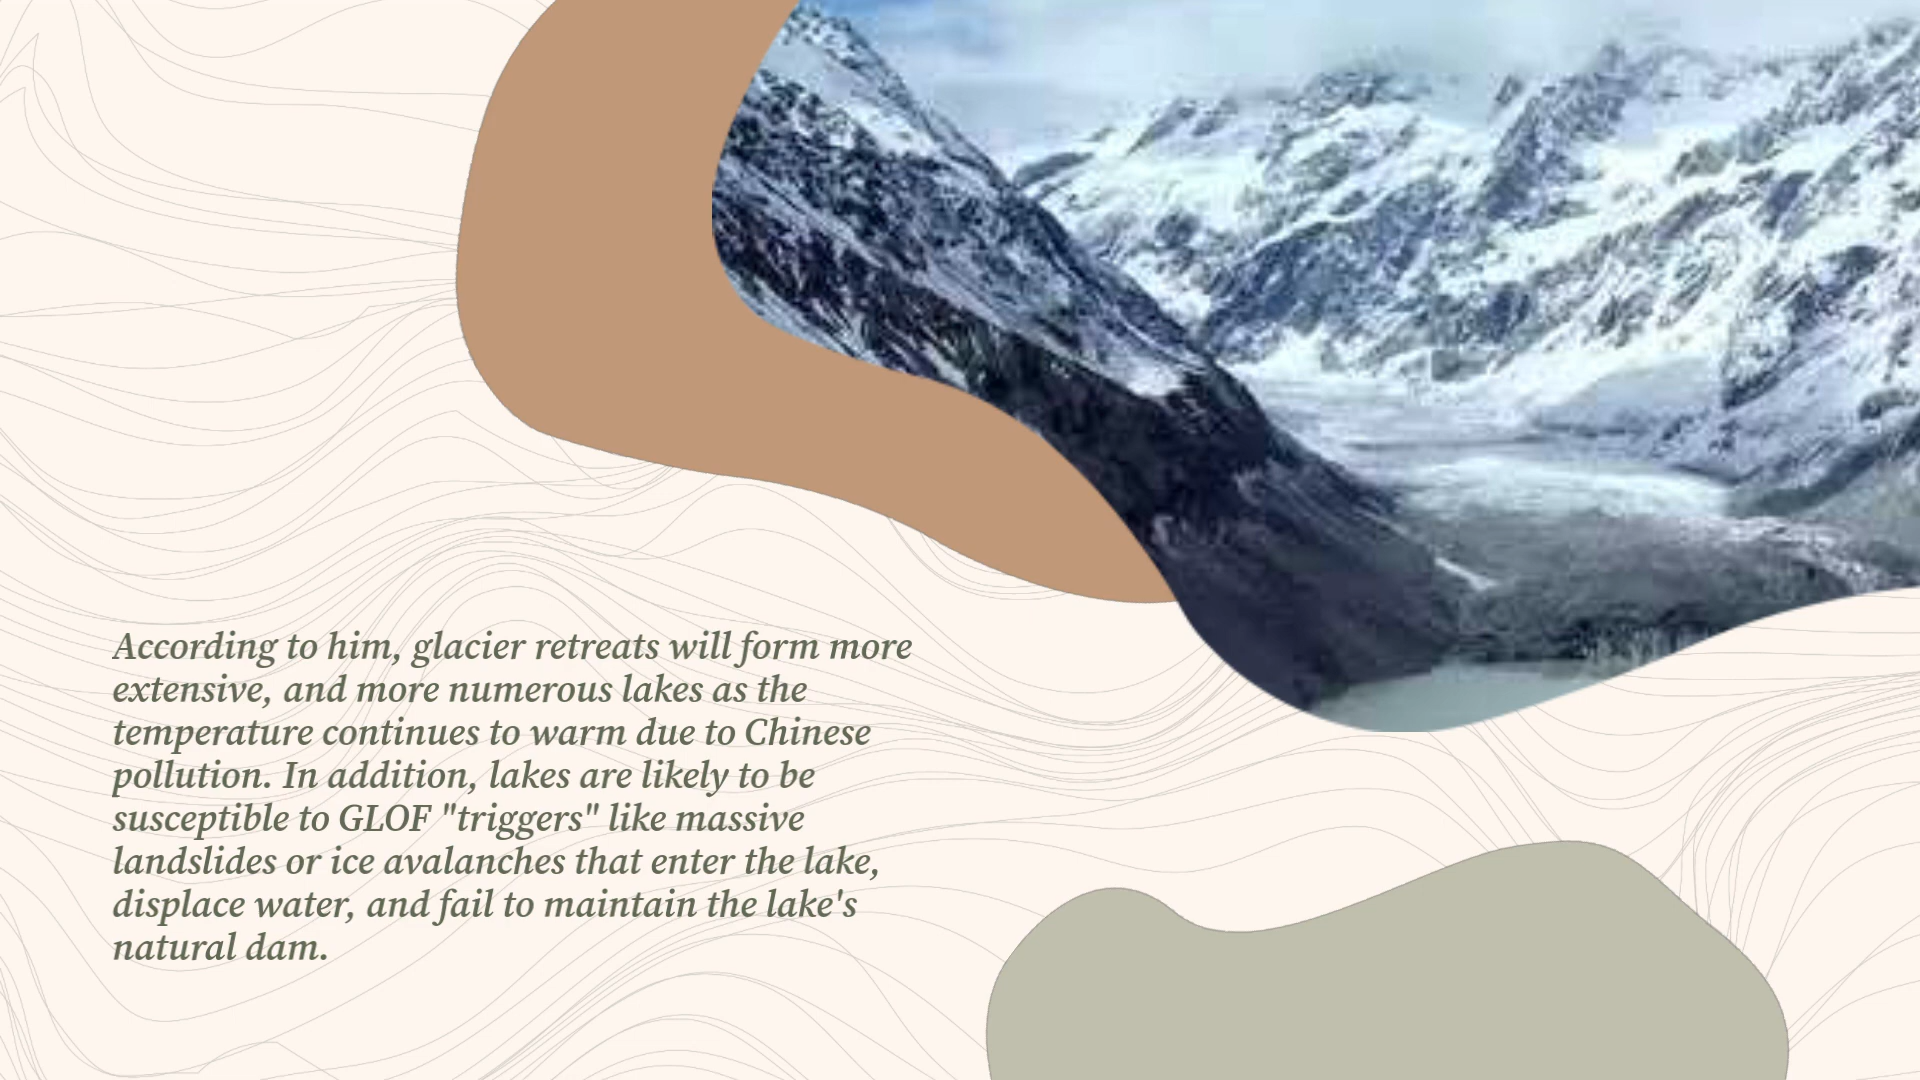 According to him, glacier retreats will form more
extensive, and more numerous lakes as the
temperature continues to warm due to Chinese
pollution. In addition, lakes are likely to be
susceptible to GLOF "triggers" like massive
landslides or ice avalanches that enter the lake,
displace water, and fail to maintain the lake's
natural dam.